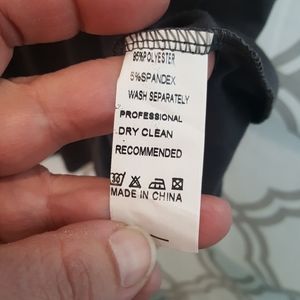 95%POLYESTER
5%SPANDEX
WASH SEPARATELY
PROFESSIONAL
DRY CLEAN
RECOMMENDED
MADE IN CHINA